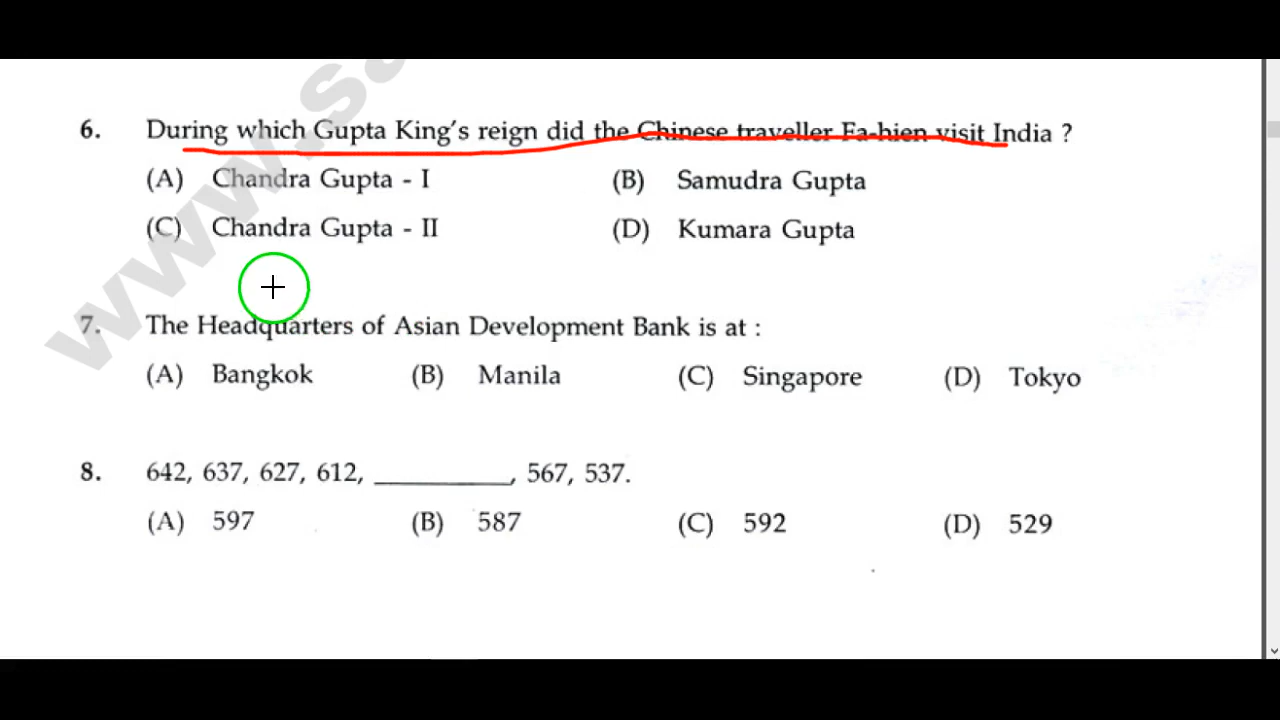 www.sa
6. During which Gupta King's reign did the Chinese traveller Fa-hien visit India ?
(A) Chandra Gupta - I (B) Samudra Gupta
(C) Chandra Gupta - II (D) Kumara Gupta
7. The Headquarters of Asian Development Bank is at :
(A) Bangkok (B) Manila (C) Singapore (D) Tokyo
8. 642, 637, 627, 612, __________, 567, 537.
(A) 597 (B) 587 (C) 592 (D) 529